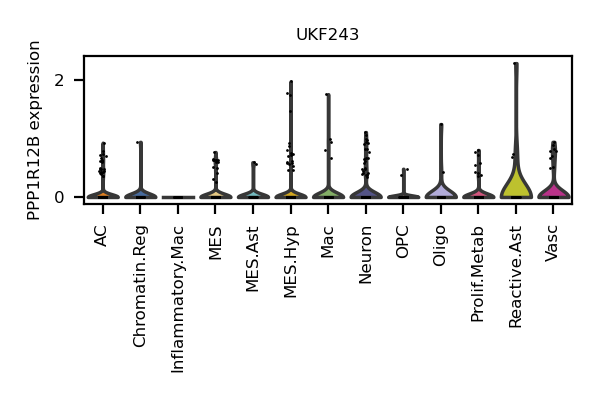 UKF243
PPP1R12B expression
2
0
AC
Chromatin.Reg
Inflammatory.Mac
MES
MES.Ast
MES.Hyp
Mac
Neuron
OPC
Oligo
Prolif.Metab
Reactive.Ast
Vasc